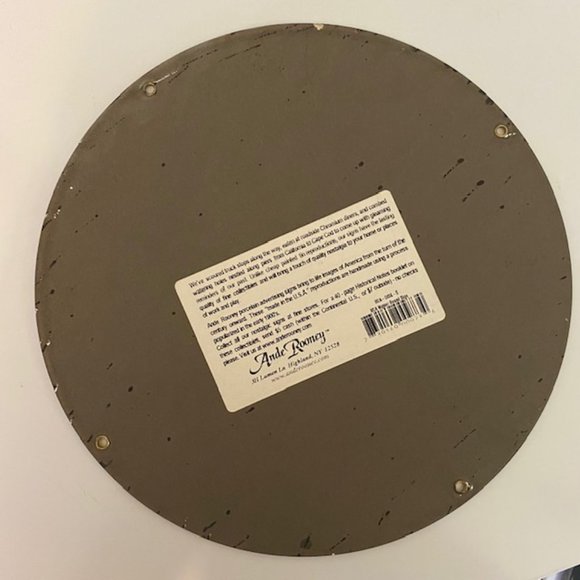 We've scoured truck stops along the way, eaten at roadside Chromium diners, and combed
watering holes nestled along piers from California to Cape Cod to come up with gleaming
reminders of our past. Unlike cheap painted tin reproductions, our signs have the lasting
quality of fine collectibles and will bring a touch of quality nostalgia to your home or places
of work and play.
Ande Rooney porcelain advertising signs bring to life images of America from the turn of the
century onward. These "made in the U.S.A." reproductions are handmade using a process
popularized in the early 1900's.
Collect all our nostalgic signs at fine stores. For a 40-page Historical Notes booklet on
these collectibles, send $5 cash (within the Continental U.S., or $7 outside) - no checks
please. Visit us at www.anderooney.com
Ande Rooney™
311 Lumen Ln. Highland, NY 12528
www.anderooney.com